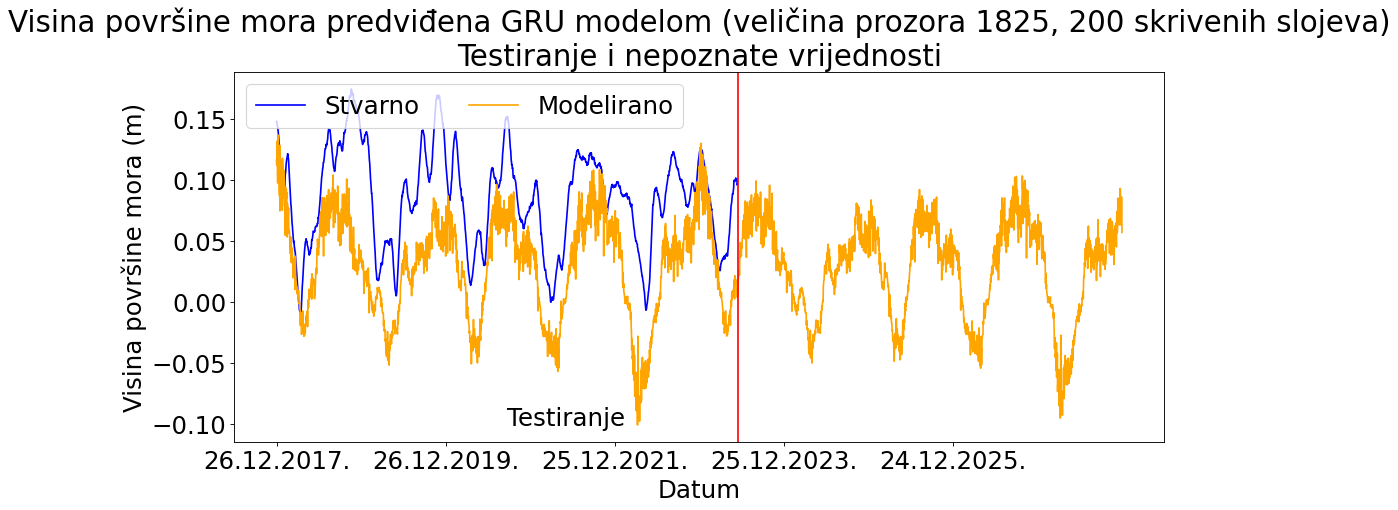 Visina površine mora predviđena GRU modelom (veličina prozora 1825, 200 skrivenih slojeva)
Testiranje i nepoznate vrijednosti
Stvarno Modelirano
Visina površine mora (m)
0.15
0.10
0.05
0.00
−0.05
−0.10
Testiranje
26.12.2017. 26.12.2019. 25.12.2021. 25.12.2023. 24.12.2025.
Datum